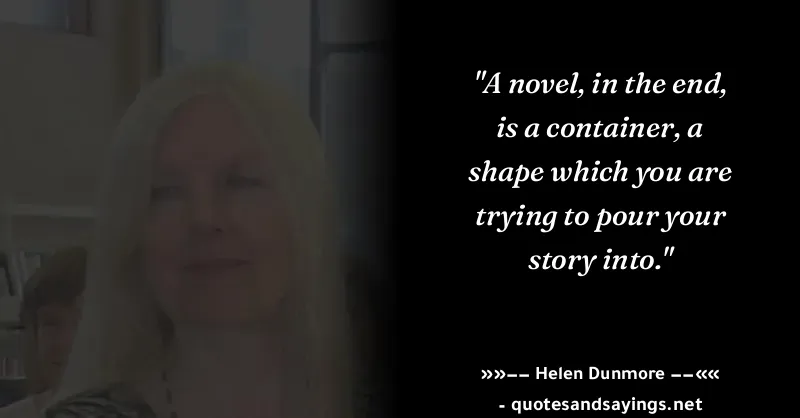 "A novel, in the end,
is a container, a
shape which you are
trying to pour your
story into."
»»−− Helen Dunmore −−««
- quotesandsayings.net